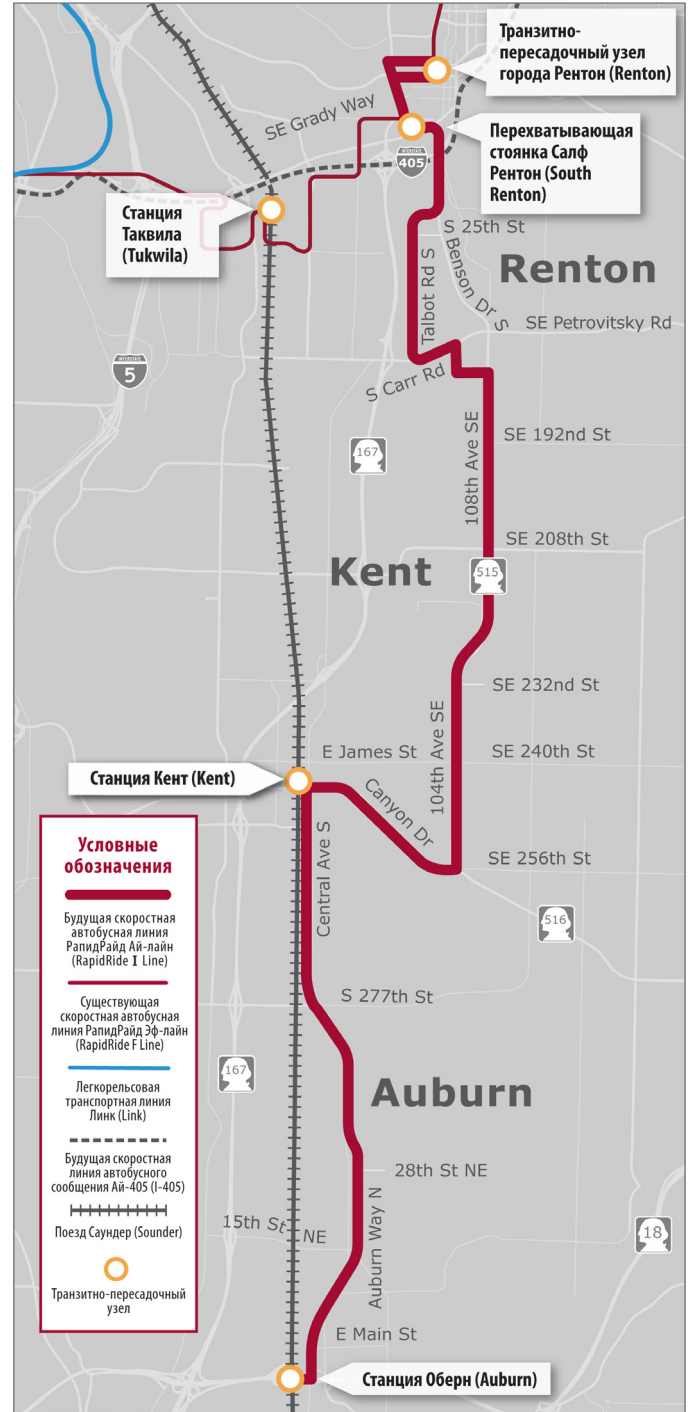 Транзитно-
пересадочный узел
города Рентон (Renton)
SE Grady Way
Перехватывающая
стоянка Салф
Рентон (South
Renton)
INTERSTATE
405
Станция
Таквила
(Tukwila)
S 25th St
Renton
Talbot Rd S
Benson Dr S
SE Petrovitsky Rd
INTERSTATE
5
S Carr Rd
167
108th Ave SE
SE 192nd St
SE 208th St
Kent
515
SE 232nd St
104th Ave SE
E James St
SE 240th St
Станция Кент (Kent)
Canyon Dr
Central Ave S
SE 256th St
516
Условные
обозначения
Будущая скоростная
автобусная линия
РапидРайд Ай-лайн
(RapidRide I Line)
Существующая
скоростная автобусная
линия РапидРайд Эф-лайн
(RapidRide F Line)
Легкорельсовая
транспортная линия
Линк (Link)
Будущая скоростная
линия автобусного
сообщения Ай-405 (I-405)
Поезд Саундер (Sounder)
Транзитно-пересадочный
узел
S 277th St
167
Auburn
28th St NE
Auburn Way N
15th St NE
18
E Main St
Станция Оберн (Auburn)